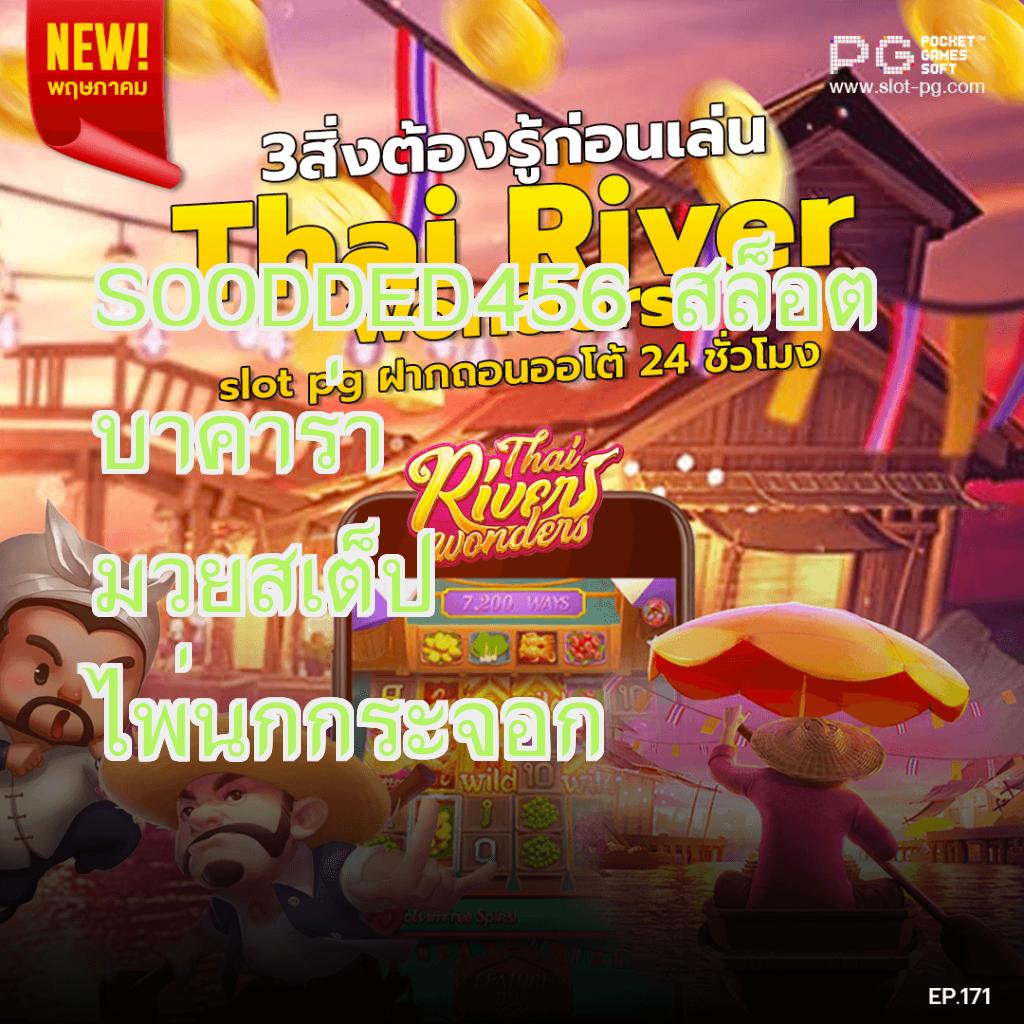 NEW!
พฤษภาคม
PG POCKET GAMES SOFT™
www.slot-pg.com
3สิ่งต้องรู้ก่อนเล่น
Thai River
SOODDED456 สล็อต
wonders
slot pg ฝากถอนออโต้ 24 ชั่วโมง
บาคาร่า
Thai
River
wonders
มวยสเต็ป
7,200 WAYS
ไพ่นกกระจอก
wild
10
EP.171